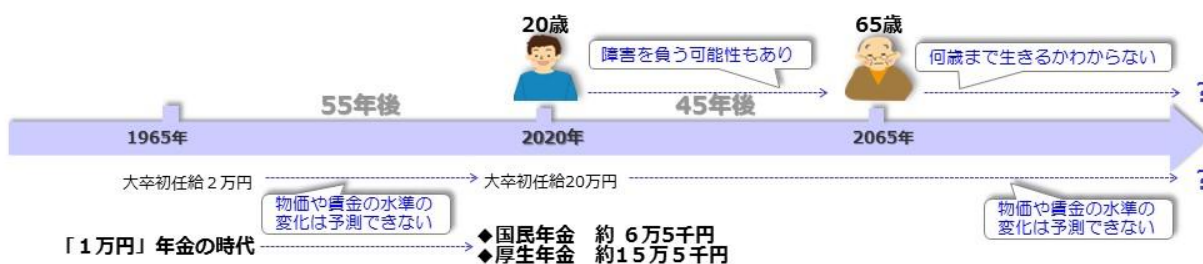 20歳
65歳
障害を負う可能性もあり
何歳まで生きるかわからない
?
55年後
45年後
1965年
2020年
2065年
大卒初任給２万円
大卒初任給20万円
?
物価や賃金の水準の
変化は予測できない
物価や賃金の水準の
変化は予測できない
「１万円」年金の時代
◆国民年金 約 ６万5千円
◆厚生年金 約１５万５千円